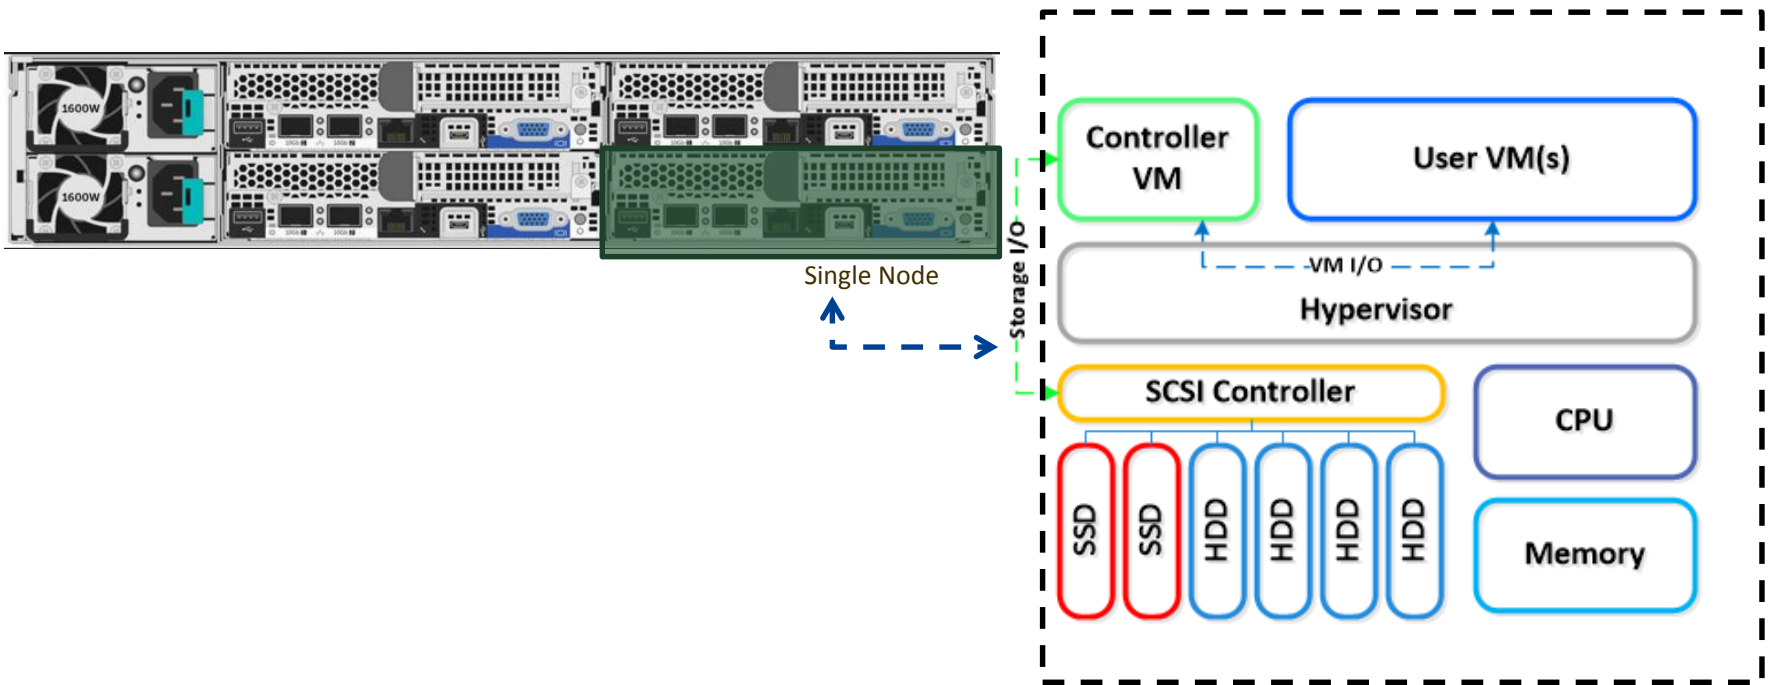 1600W
1600W
Single Node
Storage I/O
Controller
VM
User VM(s)
VM I/O
Hypervisor
SCSI Controller
SSD
SSD
HDD
HDD
HDD
HDD
CPU
Memory